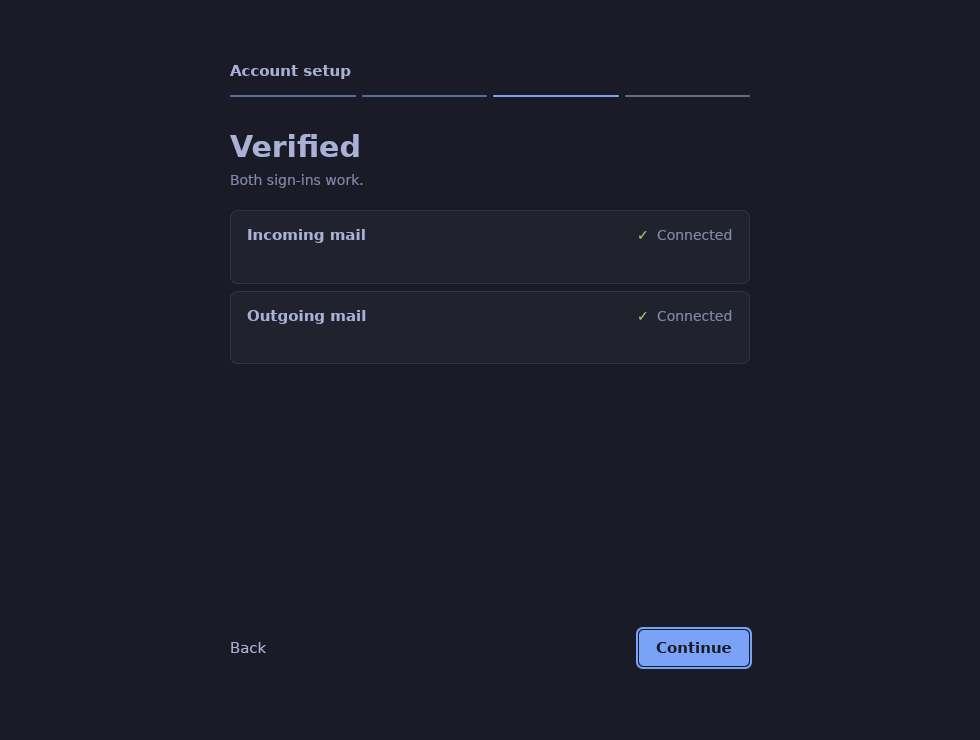 Account setup
Verified
Both sign-ins work.
Incoming mail ✓ Connected
Outgoing mail ✓ Connected
Back Continue